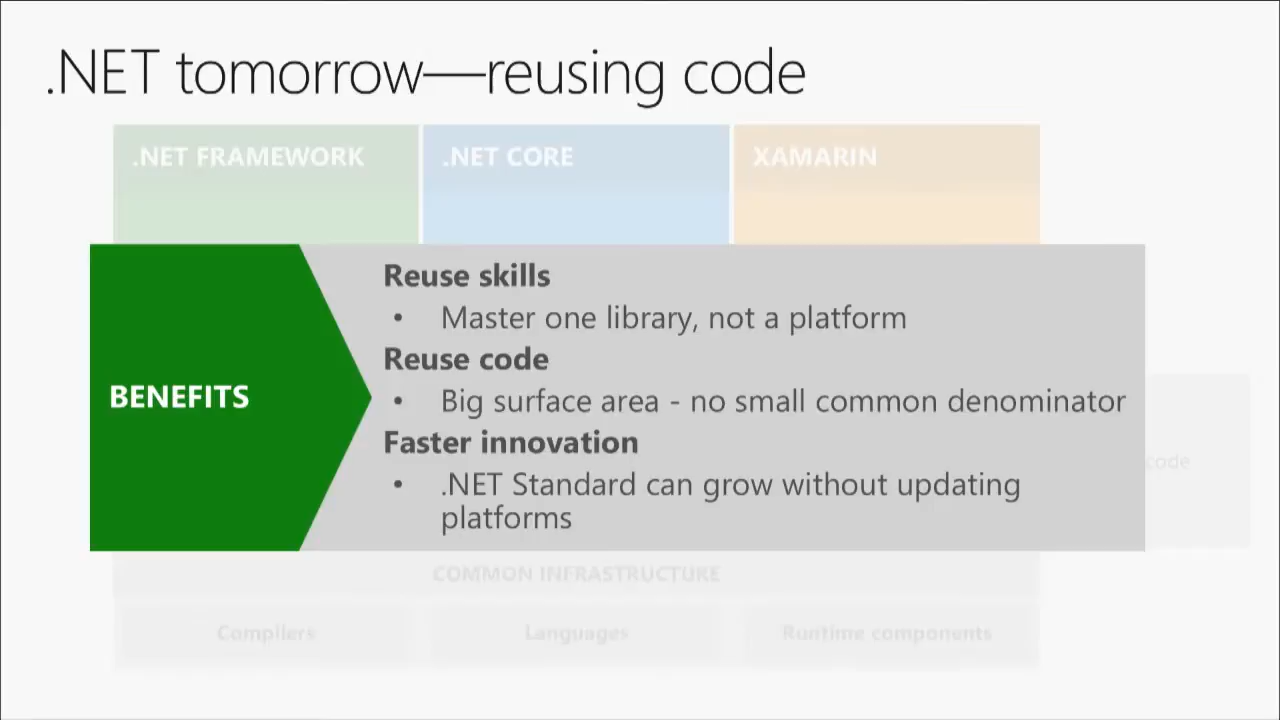 .NET tomorrow—reusing code
.NET FRAMEWORK
.NET CORE
XAMARIN
BENEFITS
Reuse skills
• Master one library, not a platform
Reuse code
• Big surface area - no small common denominator
Faster innovation
• .NET Standard can grow without updating
platforms
code
COMMON INFRASTRUCTURE
Compilers
Languages
Runtime components